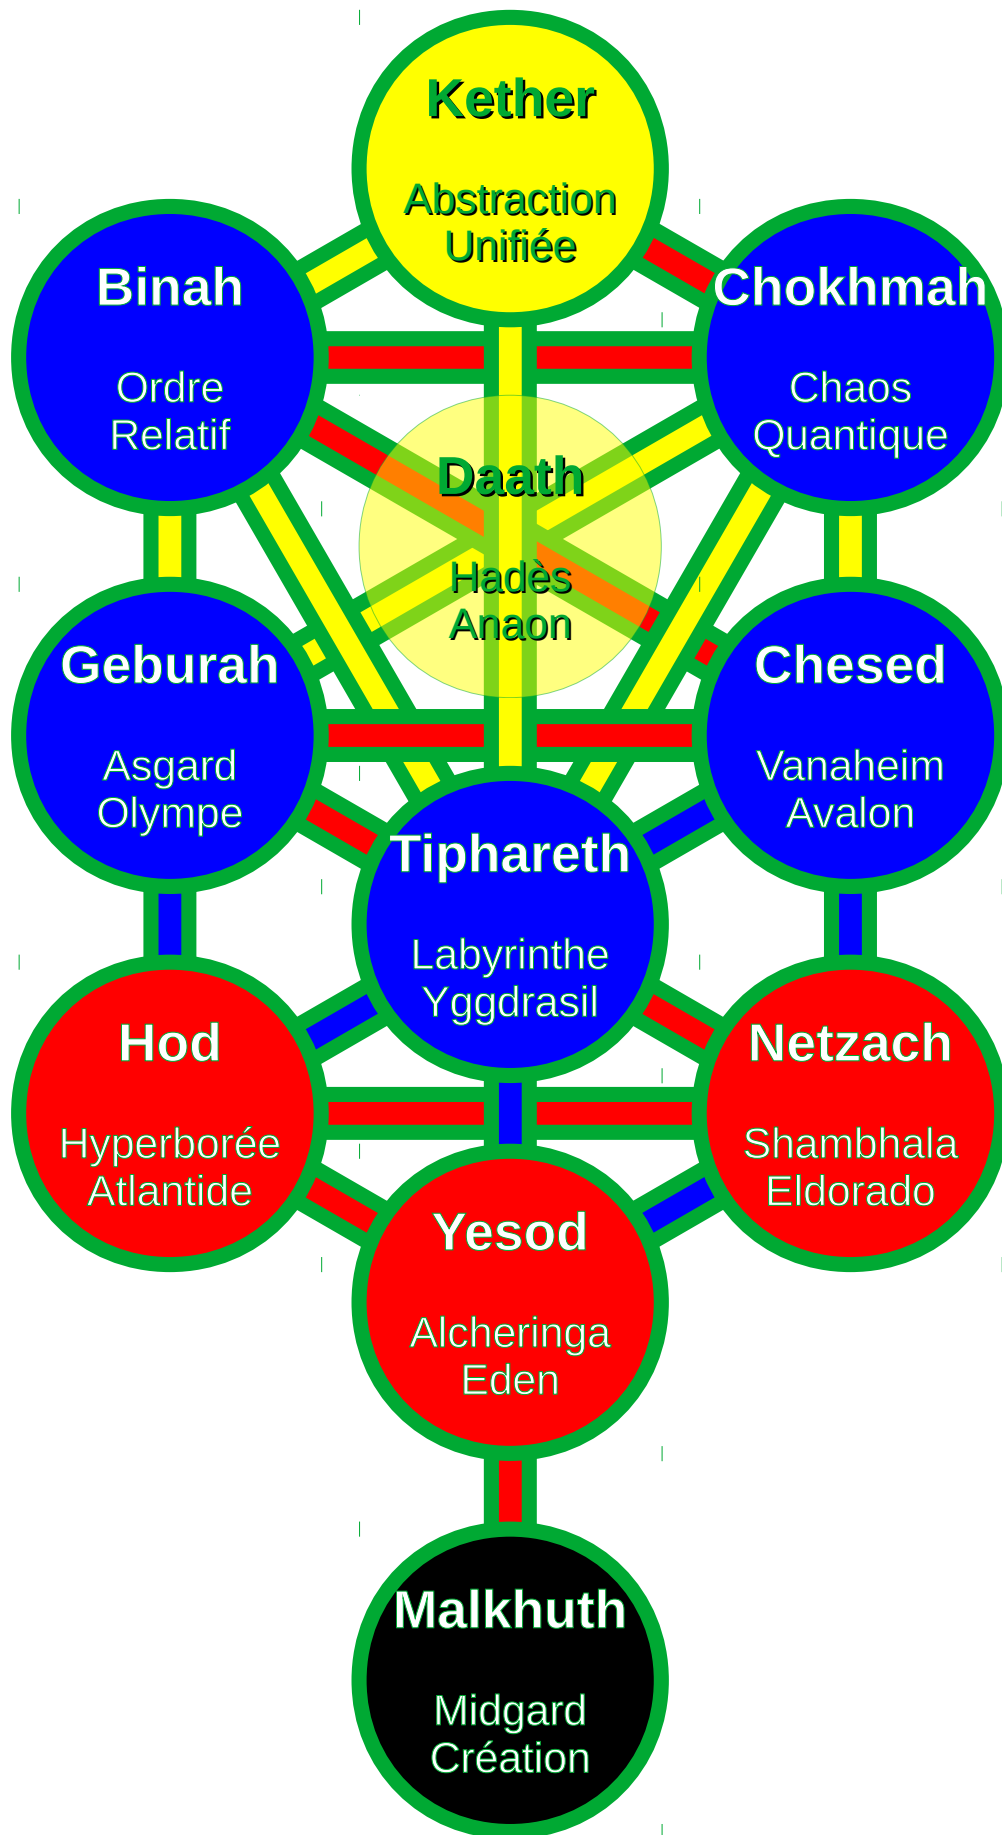 Kether
Abstraction
Unifiée
Binah
Ordre
Relatif
Chokhmah
Chaos
Quantique
Daath
Hadès
Anaon
Geburah
Asgard
Olympe
Chesed
Vanaheim
Avalon
Tiphareth
Labyrinthe
Yggdrasil
Hod
Hyperborée
Atlantide
Netzach
Shambhala
Eldorado
Yesod
Alcheringa
Eden
Malkhuth
Midgard
Création